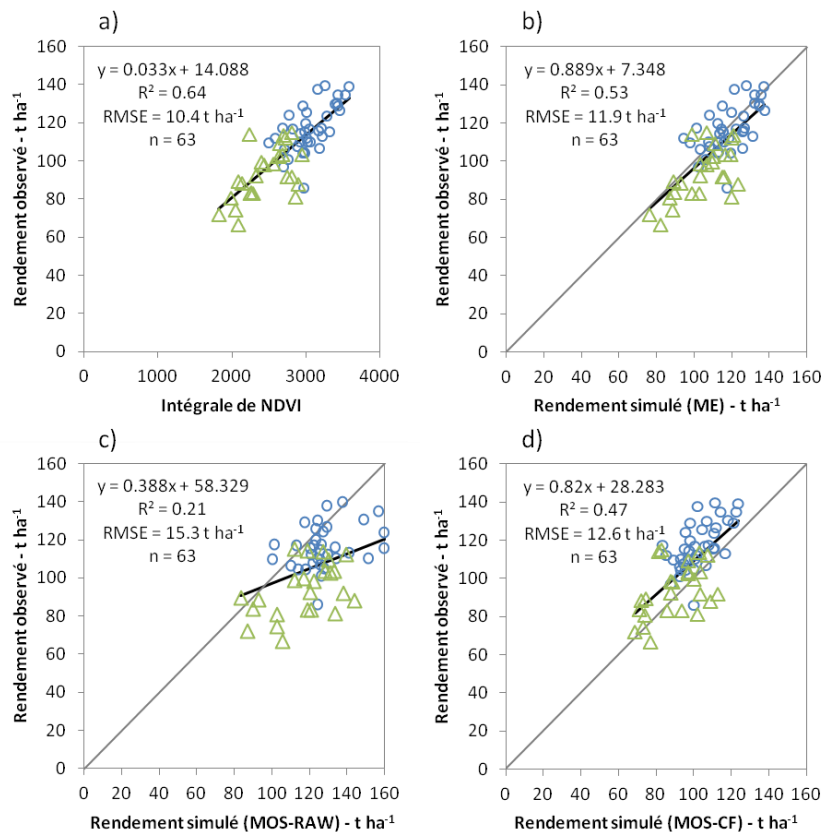 a)
160
140
120
100
80
60
40
20
0
Rendement observé - t ha⁻¹
y = 0.033x + 14.088
R² = 0.64
RMSE = 10.4 t ha⁻¹
n = 63
0 1000 2000 3000 4000
Intégrale de NDVI
b)
160
140
120
100
80
60
40
20
0
Rendement observé - t ha⁻¹
y = 0.889x + 7.348
R² = 0.53
RMSE = 11.9 t ha⁻¹
n = 63
0 20 40 60 80 100 120 140 160
Rendement simulé (ME) - t ha⁻¹
c)
160
140
120
100
80
60
40
20
0
Rendement observé - t ha⁻¹
y = 0.388x + 58.329
R² = 0.21
RMSE = 15.3 t ha⁻¹
n = 63
0 20 40 60 80 100 120 140 160
Rendement simulé (MOS-RAW) - t ha⁻¹
d)
160
140
120
100
80
60
40
20
0
Rendement observé - t ha⁻¹
y = 0.82x + 28.283
R² = 0.47
RMSE = 12.6 t ha⁻¹
n = 63
0 20 40 60 80 100 120 140 160
Rendement simulé (MOS-CF) - t ha⁻¹